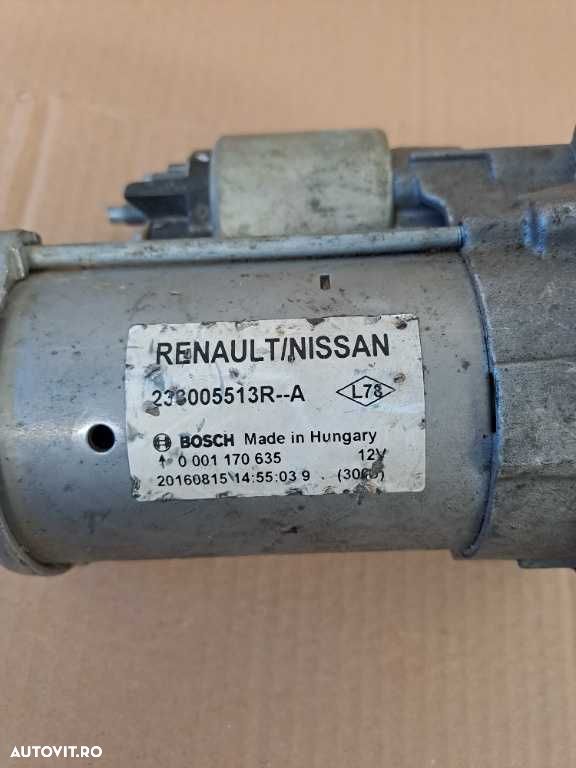 RENAULT/NISSAN
233005513R--A
L78
BOSCH Made in Hungary
↑ 0 001 170 635 12V
20160815 14:55:03 9
AUTOVIT.RO